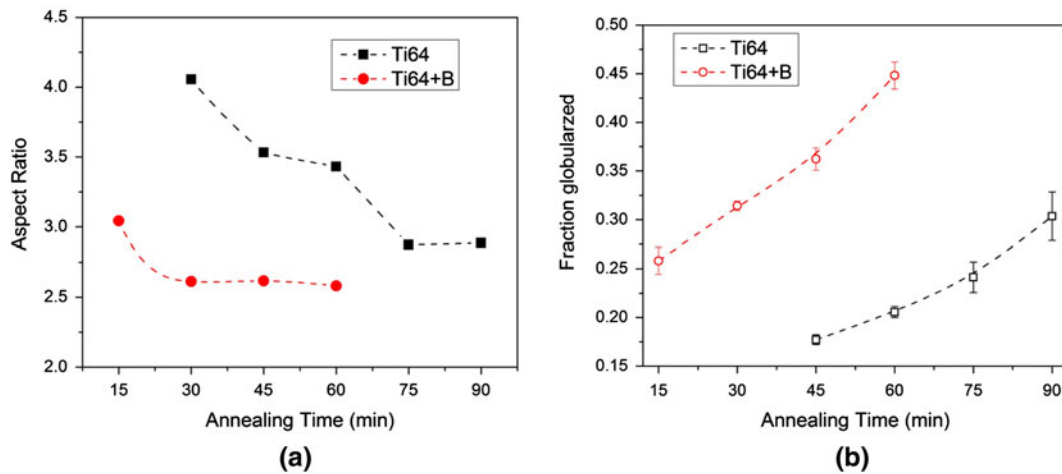 4.5
4.0
3.5
3.0
2.5
2.0
Aspect Ratio
Ti64
Ti64+B
15 30 45 60 75 90
Annealing Time (min)
(a)
0.50
0.45
0.40
0.35
0.30
0.25
0.20
0.15
Fraction globularzed
Ti64
Ti64+B
15 30 45 60 75 90
Annealing Time (min)
(b)